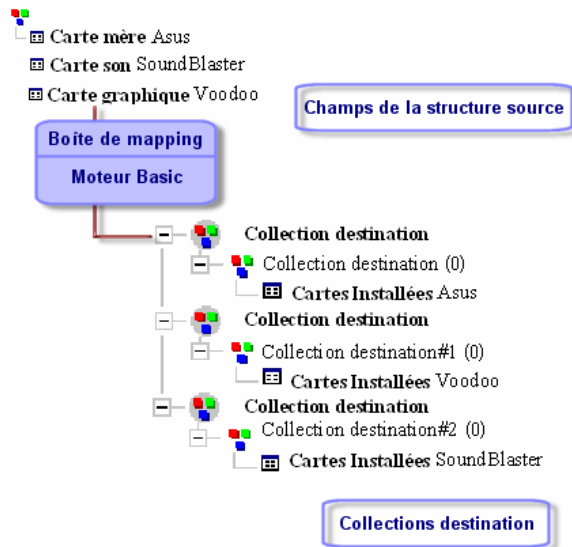 Carte mère Asus
Carte son SoundBlaster
Carte graphique Voodoo
Champs de la structure source
Boîte de mapping
Moteur Basic
Collection destination
Collection destination (0)
Cartes Installées Asus
Collection destination
Collection destination#1 (0)
Cartes Installées Voodoo
Collection destination
Collection destination#2 (0)
Cartes Installées SoundBlaster
Collections destination